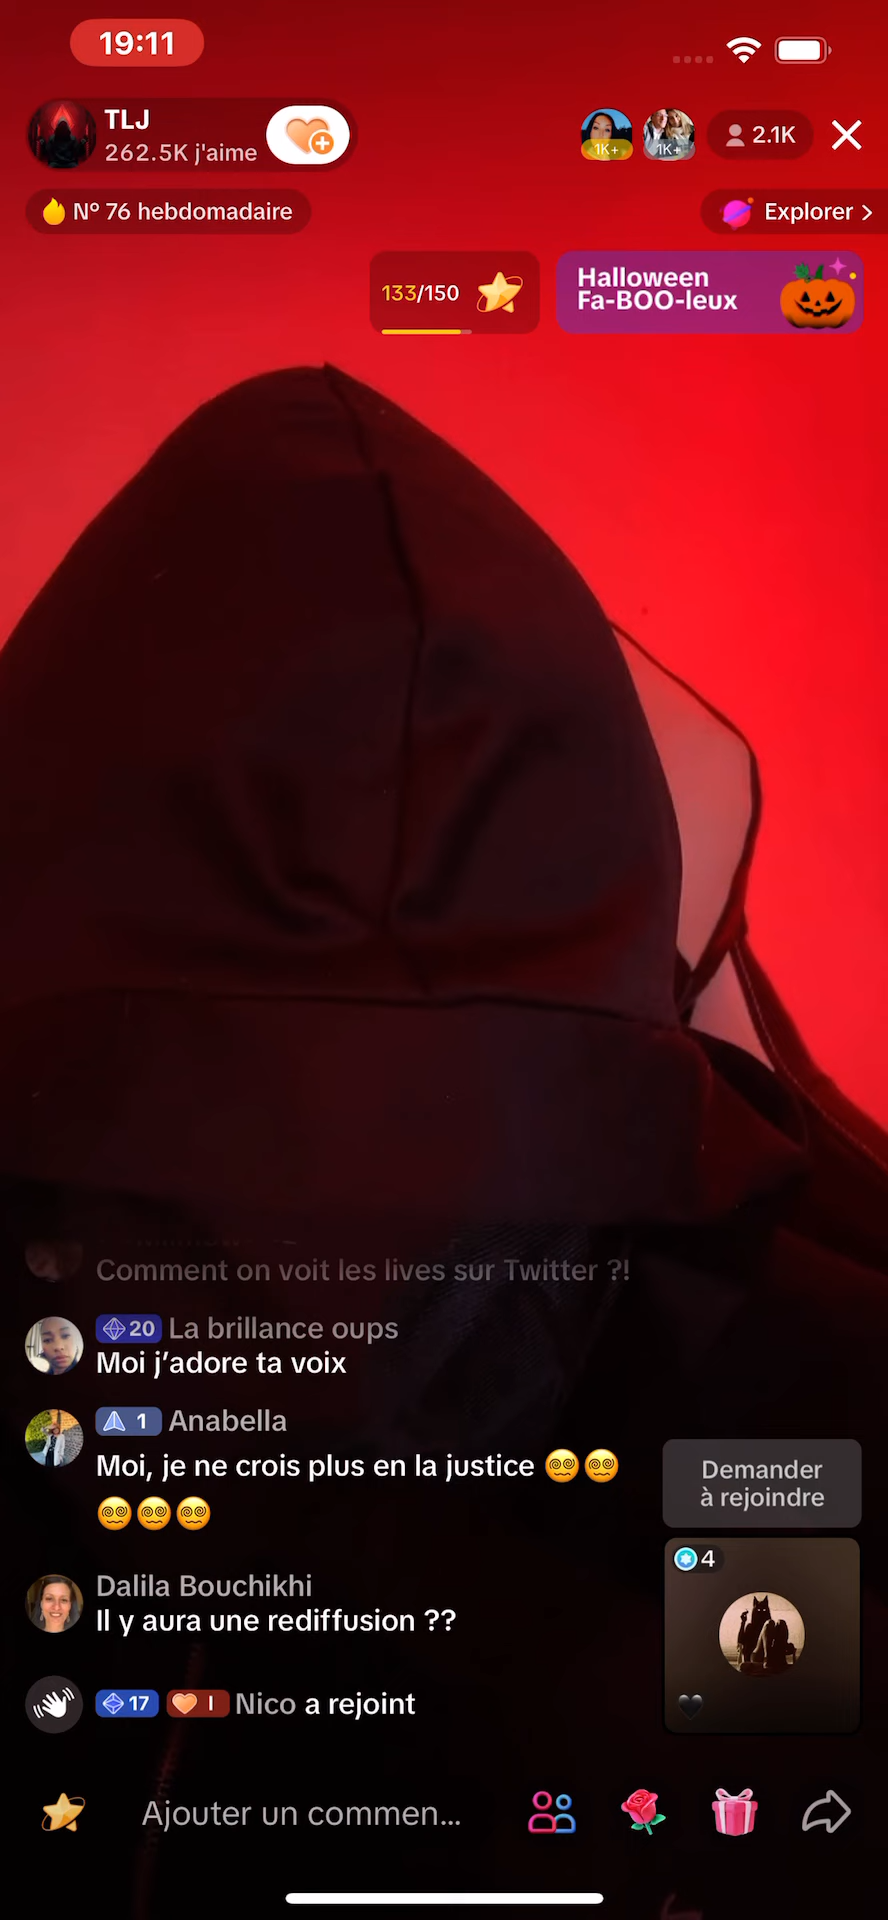 19:11
TLJ
262.5K j'aime
1K+
1K+
2.1K
N° 76 hebdomadaire
Explorer
133/150
Halloween
Fa-BOO-leux
Comment on voit les lives sur Twitter ?!
20 La brillance oups
Moi j'adore ta voix
1 Anabella
Moi, je ne crois plus en la justice 😵‍💫😵‍💫
😵‍💫😵‍💫😵‍💫
Demander
à rejoindre
4
Dalila Bouchikhi
Il y aura une rediffusion ??
17 I Nico a rejoint
Ajouter un commen...